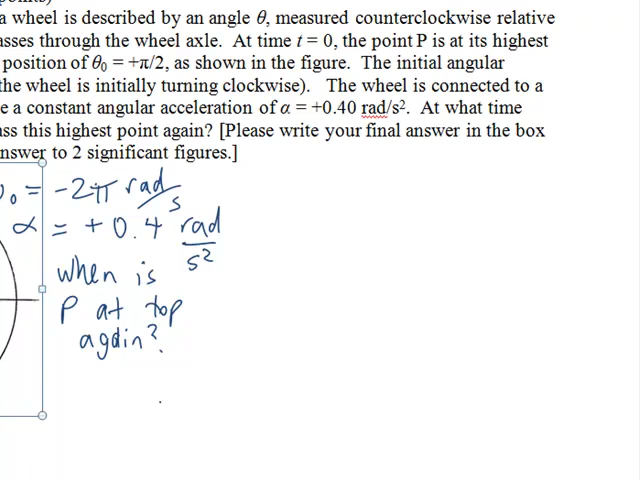 a wheel is described by an angle θ, measured counterclockwise relative
asses through the wheel axle. At time t = 0, the point P is at its highest
position of θ₀ = +π/2, as shown in the figure. The initial angular
the wheel is initially turning clockwise). The wheel is connected to a
e a constant angular acceleration of α = +0.40 rad/s². At what time
ass this highest point again? [Please write your final answer in the box
nswer to 2 significant figures.]
₀ = -2π rad/s
α = +0.4 rad/s²
when is
P at top
again?